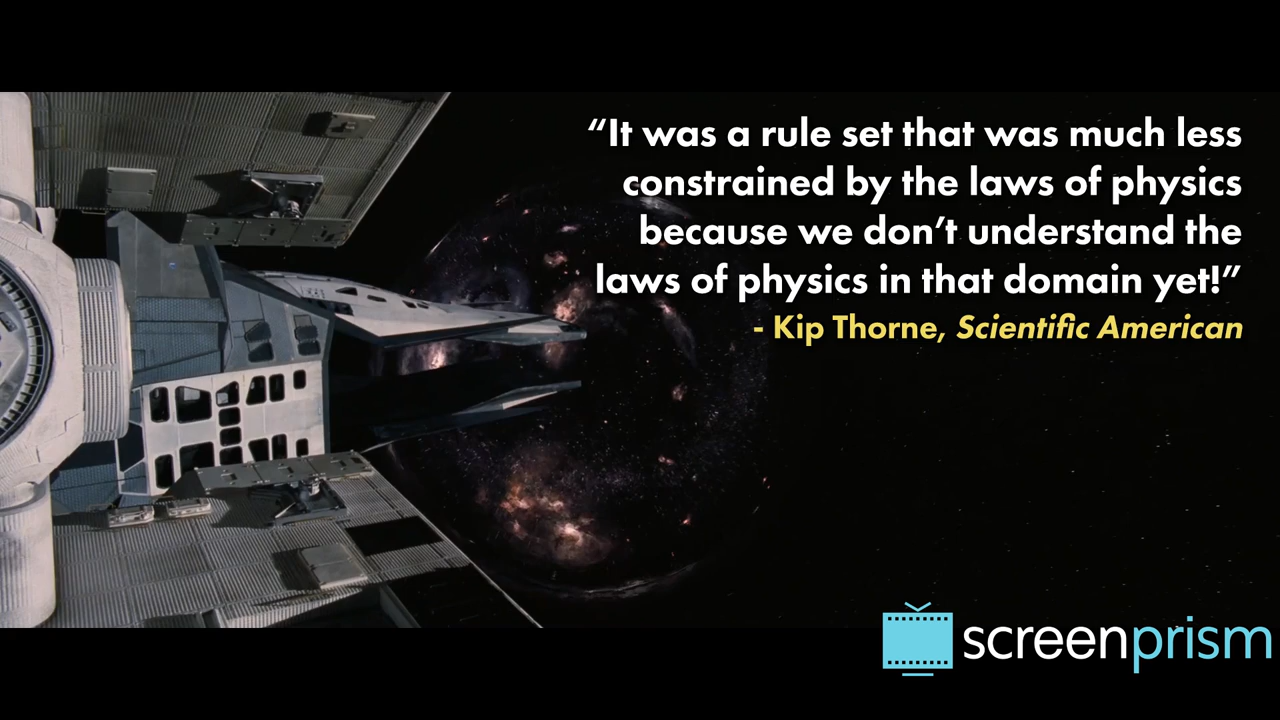 “It was a rule set that was much less
constrained by the laws of physics
because we don’t understand the
laws of physics in that domain yet!”
- Kip Thorne, Scientific American
screenprism